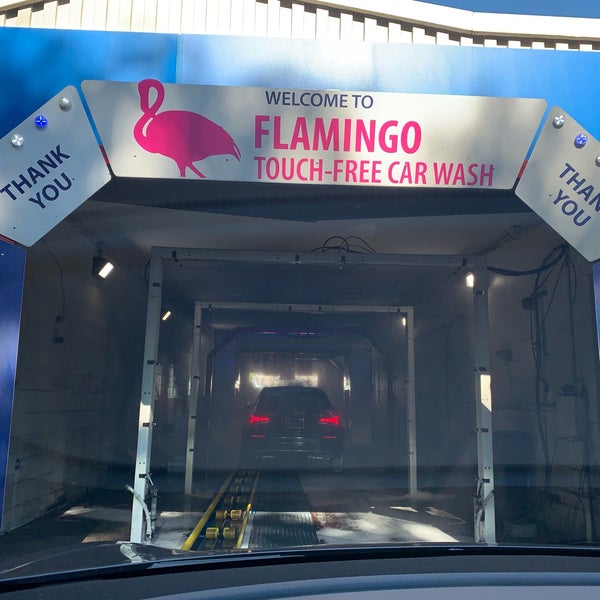 THANK
YOU
WELCOME TO
FLAMINGO
TOUCH-FREE CAR WASH
THANK
YOU